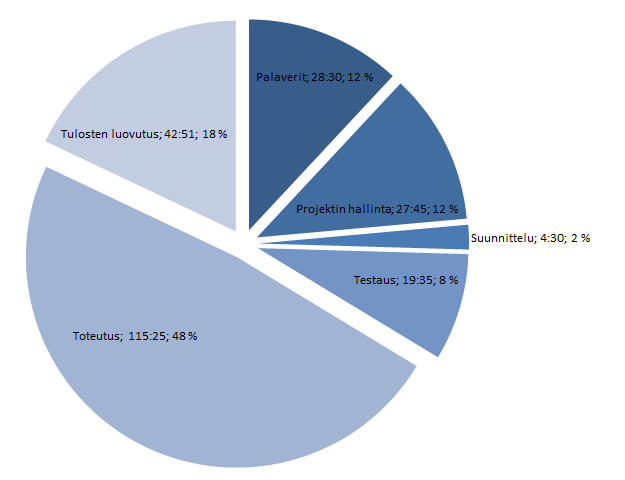 Palaverit; 28:30; 12 %
Tulosten luovutus; 42:51; 18 %
Projektin hallinta; 27:45; 12 %
Suunnittelu; 4:30; 2 %
Testaus; 19:35; 8 %
Toteutus; 115:25; 48 %